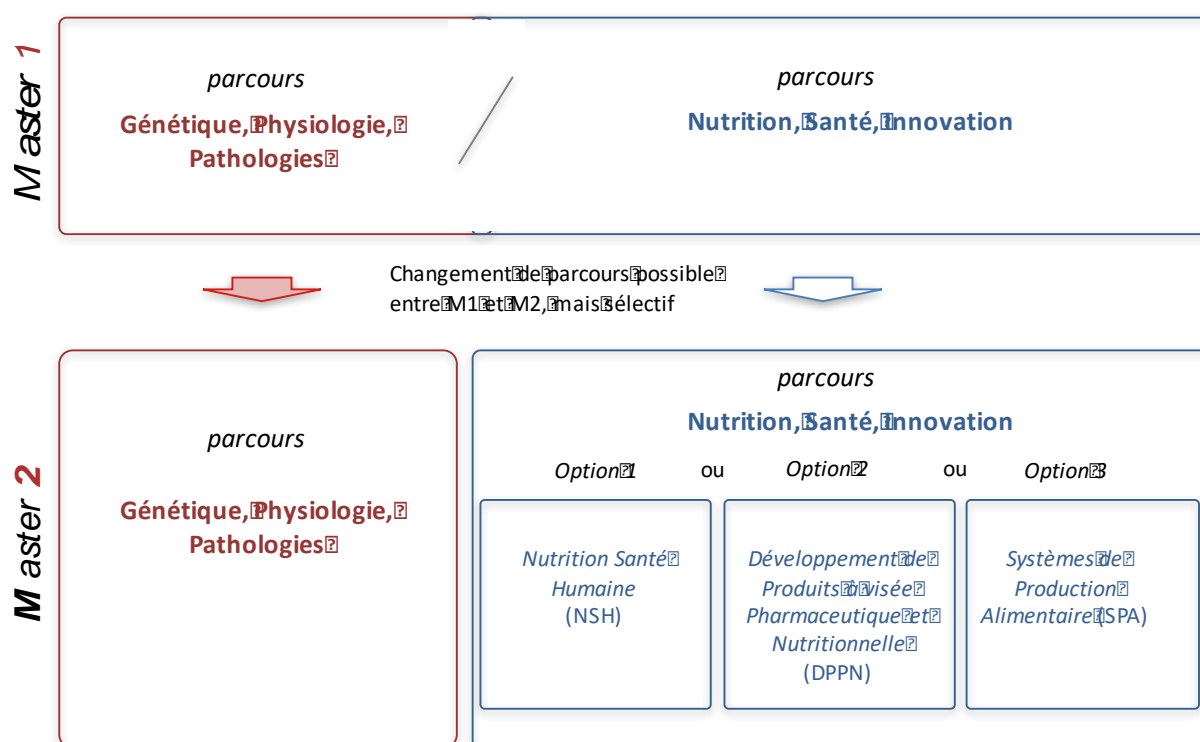 Master 1
parcours
Génétique, Physiologie,
Pathologies
parcours
Nutrition, Santé, Innovation
Changement de parcours possible
entre M1 et M2, mais sélectif
Master 2
parcours
Génétique, Physiologie,
Pathologies
parcours
Nutrition, Santé, Innovation
Option 1 ou Option 2 ou Option 3
Nutrition Santé
Humaine
(NSH)
Développement de
Produits à visée
Pharmaceutique et
Nutritionnelle
(DPPN)
Systèmes de
Production
Alimentaire (SPA)